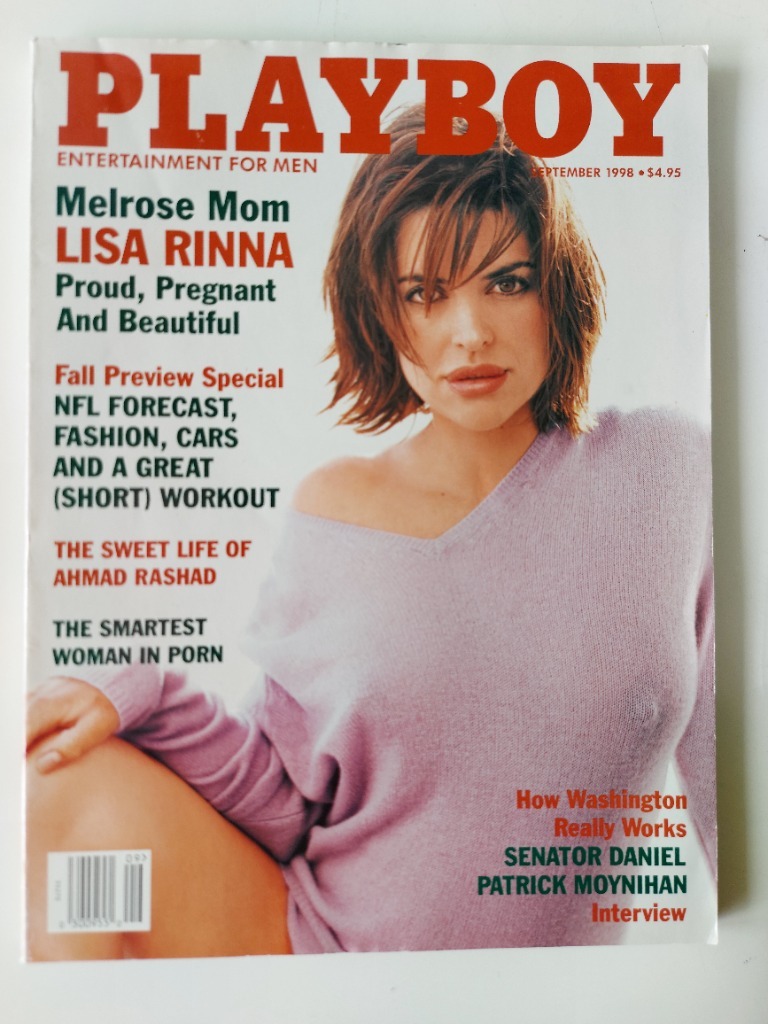 PLAYBOY
ENTERTAINMENT FOR MEN
SEPTEMBER 1998 • $4.95
Melrose Mom
LISA RINNA
Proud, Pregnant
And Beautiful
Fall Preview Special
NFL FORECAST,
FASHION, CARS
AND A GREAT
(SHORT) WORKOUT
THE SWEET LIFE OF
AHMAD RASHAD
THE SMARTEST
WOMAN IN PORN
How Washington
Really Works
SENATOR DANIEL
PATRICK MOYNIHAN
Interview
09